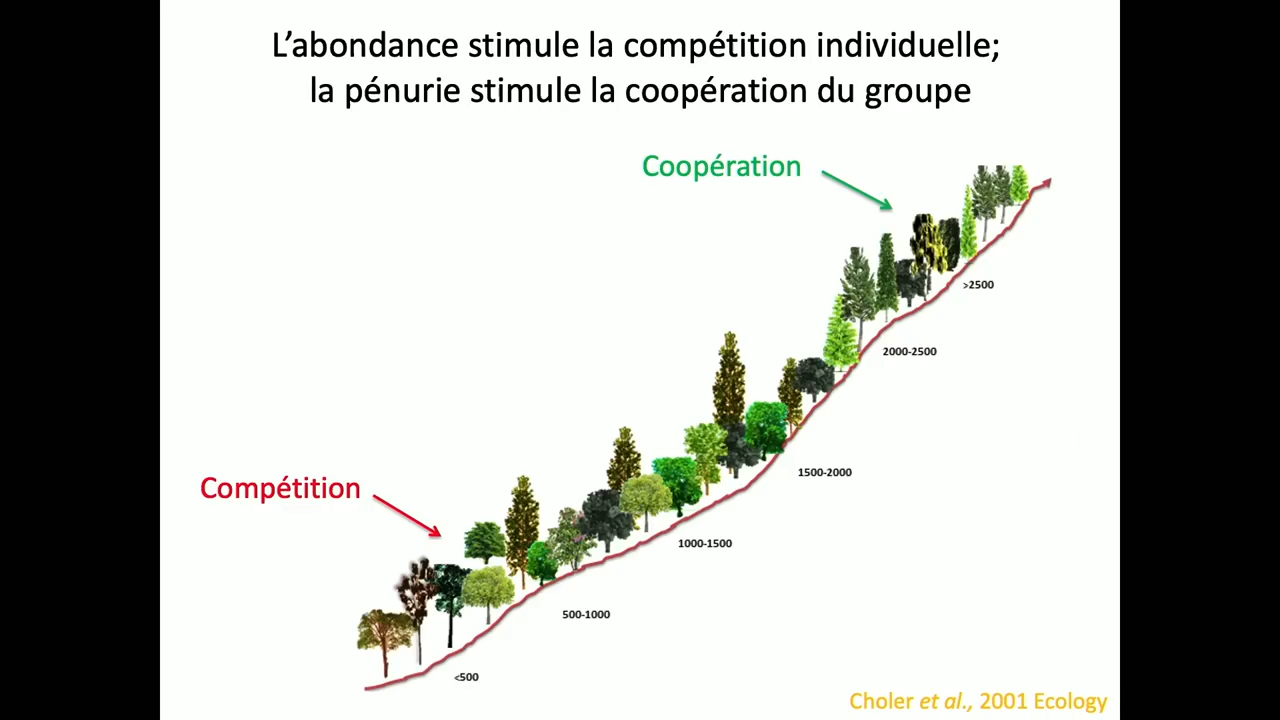 L’abondance stimule la compétition individuelle;
la pénurie stimule la coopération du groupe
Coopération
>2500
2000-2500
Compétition
1500-2000
1000-1500
500-1000
<500
Choler et al., 2001 Ecology